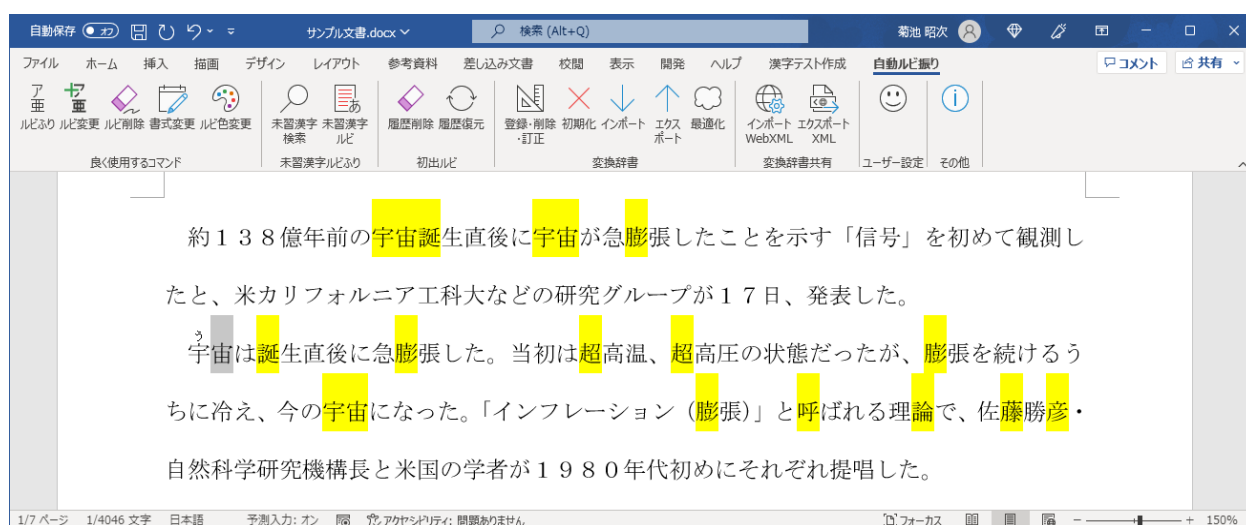 自動保存 オフ サンプル文書.docx 検索 (Alt+Q) 菊池 昭次
ファイル ホーム 挿入 描画 デザイン レイアウト 参考資料 差し込み文書 校閲 表示 開発 ヘルプ 漢字テスト作成 自動ルビ振り コメント 共有
ア亜 ア亜 あ
ルビふり ルビ変更 ルビ削除 書式変更 ルビ色変更 未習漢字 未習漢字 履歴削除 履歴復元 登録・削除 初期化 インポート エクス 最適化 インポート エクスポート
検索 ルビ ・訂正 ポート WebXML XML
良く使用するコマンド 未習漢字ルビふり 初出ルビ 変換辞書 変換辞書共有 ユーザー設定 その他
約138億年前の宇宙誕生直後に宇宙が急膨張したことを示す「信号」を初めて観測し
たと、米カリフォルニア工科大などの研究グループが17日、発表した。
う
宇宙は誕生直後に急膨張した。当初は超高温、超高圧の状態だったが、膨張を続けるう
ちに冷え、今の宇宙になった。「インフレーション(膨張)」と呼ばれる理論で、佐藤勝彦・
自然科学研究機構長と米国の学者が1980年代初めにそれぞれ提唱した。
1/7 ページ 1/4046 文字 日本語 予測入力: オン アクセシビリティ: 問題ありません フォーカス - + 150%